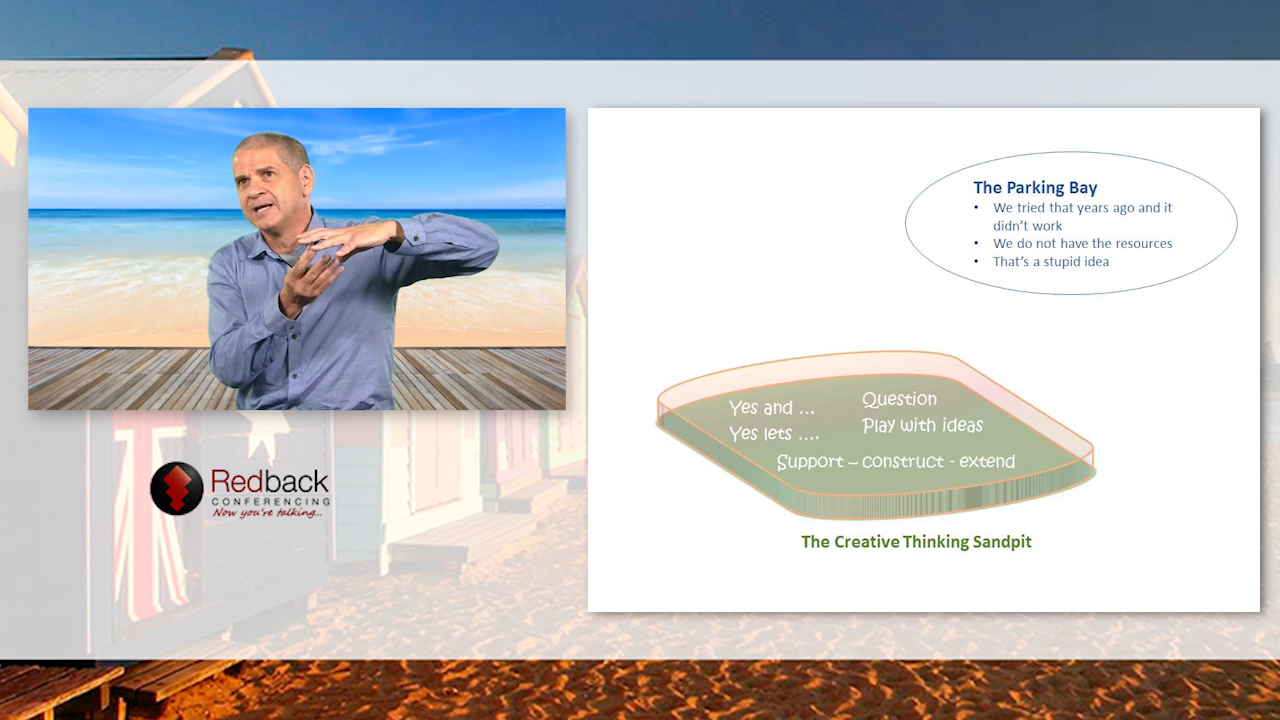 The Parking Bay
• We tried that years ago and it
didn't work
• We do not have the resources
• That's a stupid idea
Yes and ...
Yes lets ....
Question
Play with ideas
Support – construct - extend
The Creative Thinking Sandpit
Redback
CONFERENCING
Now you're talking...